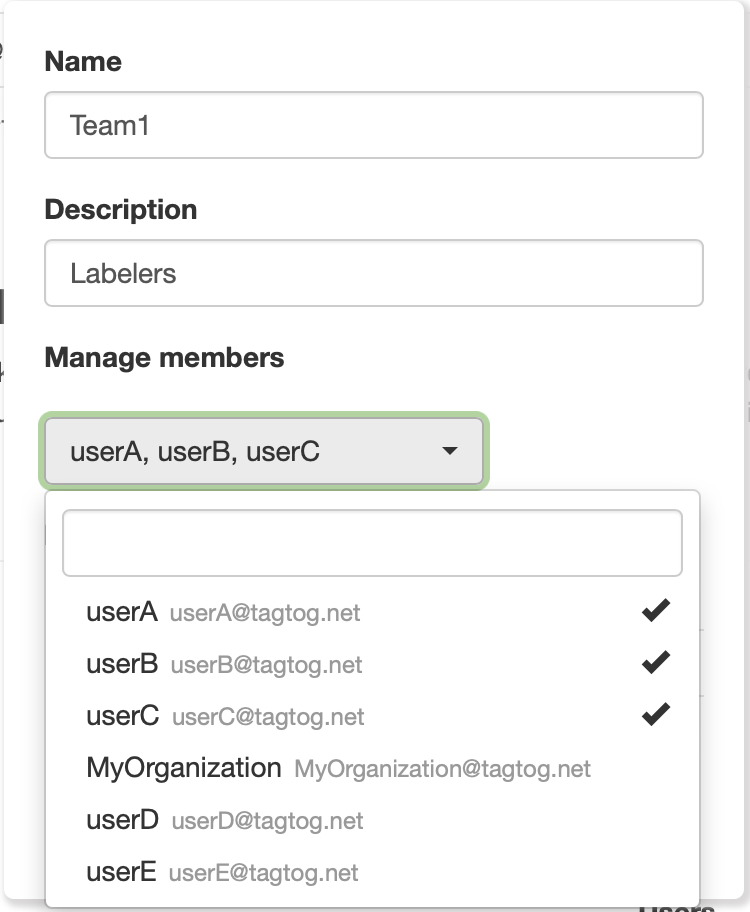 Name
Team1
Description
Labelers
Manage members
userA, userB, userC
userA userA@tagtog.net
userB userB@tagtog.net
userC userC@tagtog.net
MyOrganization MyOrganization@tagtog.net
userD userD@tagtog.net
userE userE@tagtog.net
Users